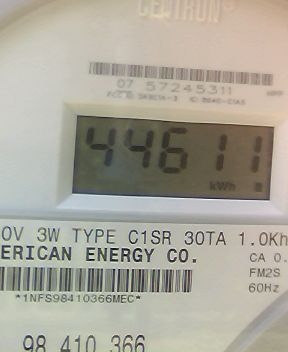 CENTRON®
07 57245311
44611
kWh
0V 3W TYPE C1SR 30TA 1.0Kh
ERICAN ENERGY CO.
CA 0.
FM2S
60Hz
*1NFS98410366MEC*
98 410 366